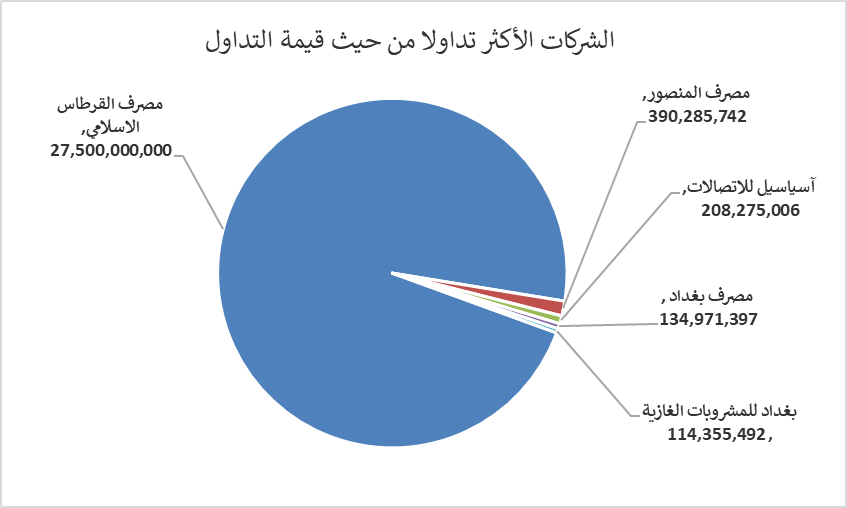 الشركات الأكثر تداولا من حيث قيمة التداول
مصرف المنصور,
390,285,742
آسياسيل للاتصالات,
208,275,006
مصرف بغداد ,
134,971,397
بغداد للمشروبات الغازية
114,355,492 ,
مصرف القرطاس
الاسلامي,
27,500,000,000